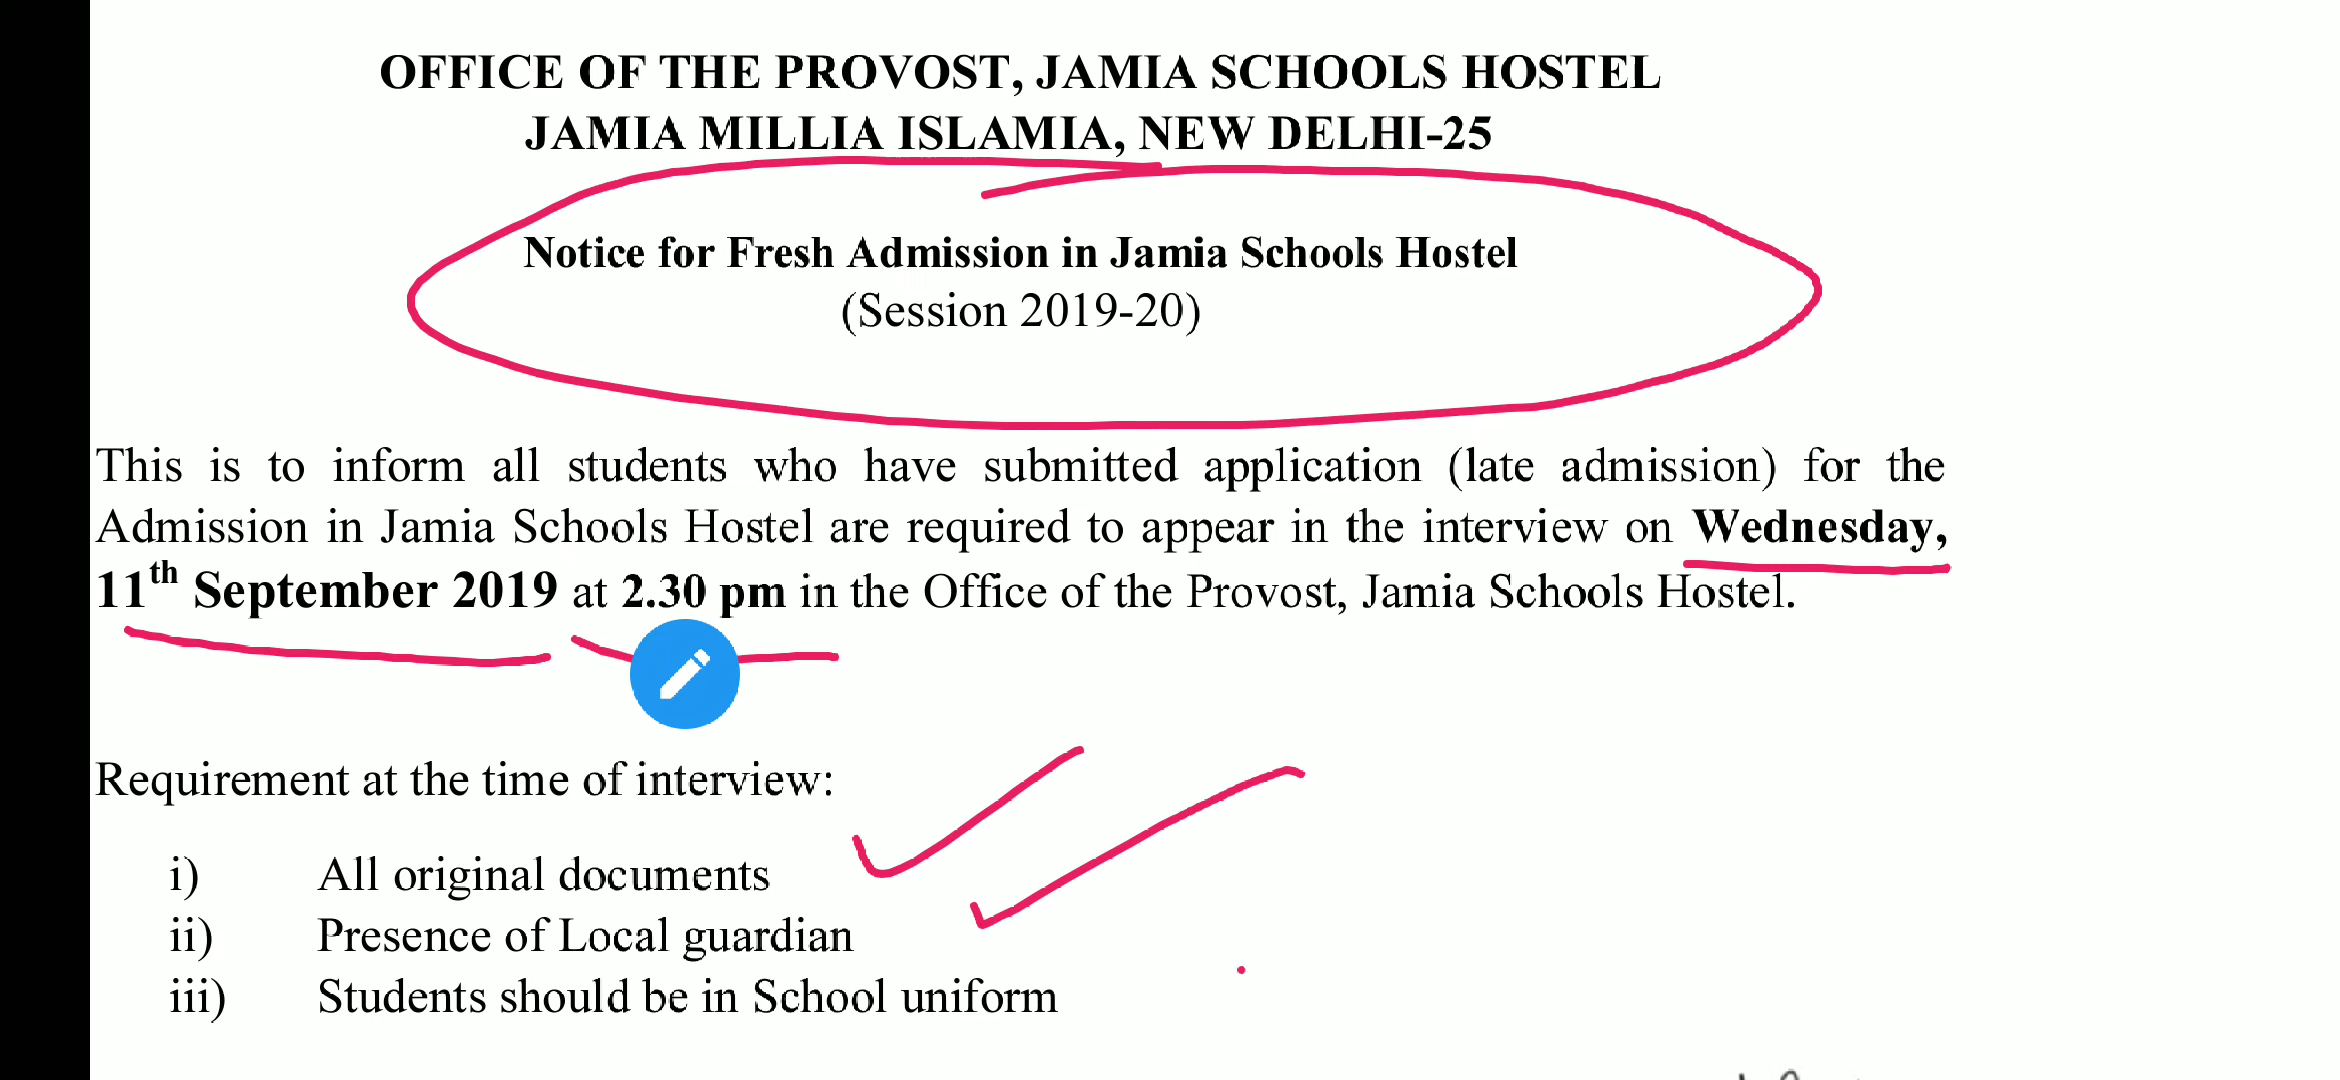 OFFICE OF THE PROVOST, JAMIA SCHOOLS HOSTEL
JAMIA MILLIA ISLAMIA, NEW DELHI-25
Notice for Fresh Admission in Jamia Schools Hostel
(Session 2019-20)
This is to inform all students who have submitted application (late admission) for the
Admission in Jamia Schools Hostel are required to appear in the interview on Wednesday,
11th September 2019 at 2.30 pm in the Office of the Provost, Jamia Schools Hostel.
Requirement at the time of interview:
i) All original documents
ii) Presence of Local guardian
iii) Students should be in School uniform